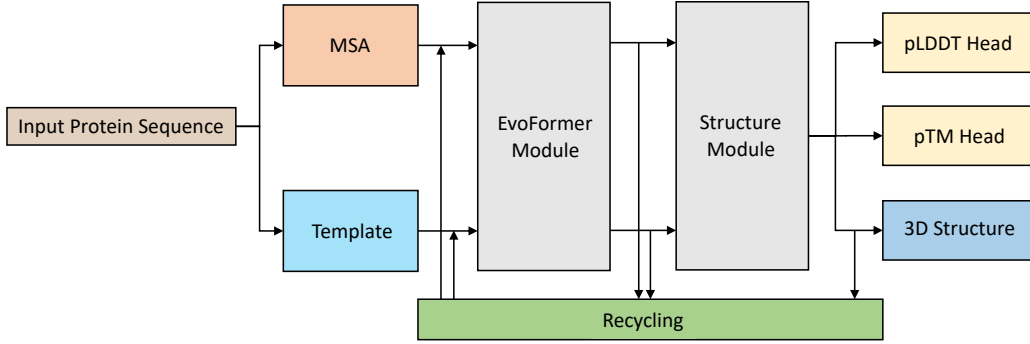 MSA
pLDDT Head
Input Protein Sequence
EvoFormer
Module
Structure
Module
pTM Head
Template
3D Structure
Recycling